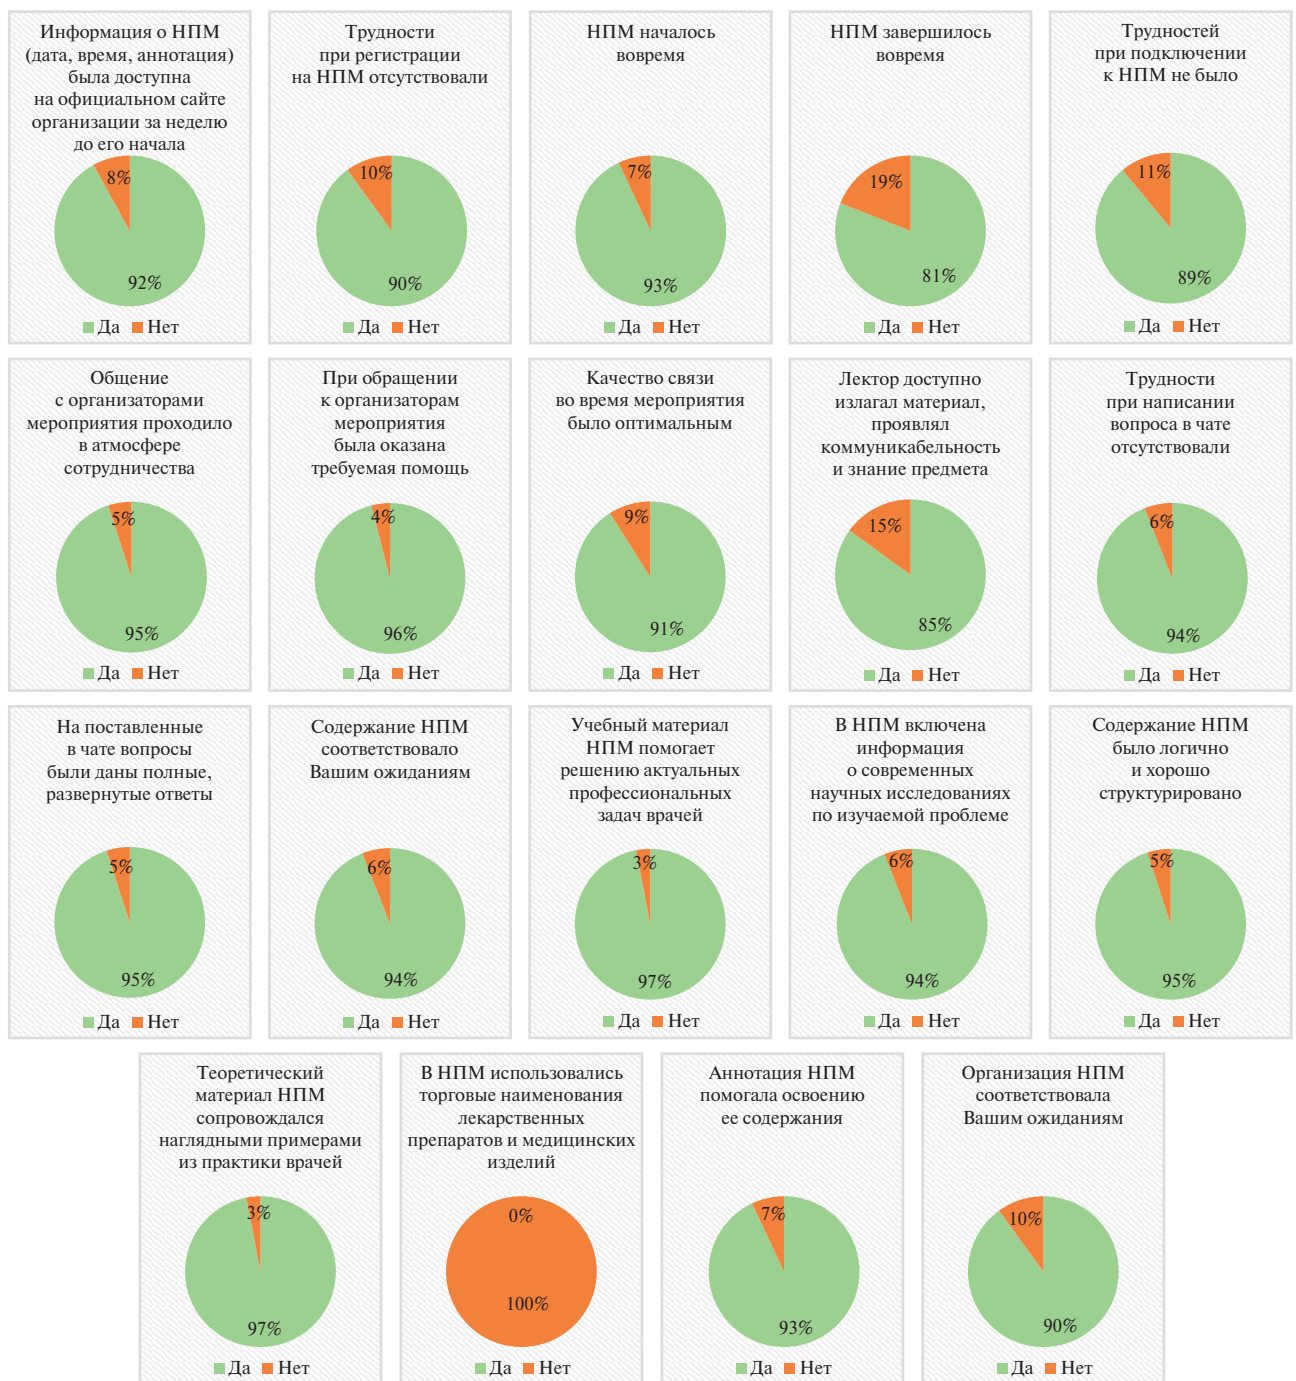 Информация о НПМ
(дата, время, аннотация)
была доступна
на официальном сайте
организации за неделю
до его начала
8%
92%
Да Нет
Трудности
при регистрации
на НПМ отсутствовали
10%
90%
Да Нет
НПМ началось
вовремя
7%
93%
Да Нет
НПМ завершилось
вовремя
19%
81%
Да Нет
Трудностей
при подключении
к НПМ не было
11%
89%
Да Нет
Общение
с организаторами
мероприятия проходило
в атмосфере
сотрудничества
5%
95%
Да Нет
При обращении
к организаторам
мероприятия
была оказана
требуемая помощь
4%
96%
Да Нет
Качество связи
во время мероприятия
было оптимальным
9%
91%
Да Нет
Лектор доступно
излагал материал,
проявлял
коммуникабельность
и знание предмета
15%
85%
Да Нет
Трудности
при написании
вопроса в чате
отсутствовали
6%
94%
Да Нет
На поставленные
в чате вопросы
были даны полные,
развернутые ответы
5%
95%
Да Нет
Содержание НПМ
соответствовало
Вашим ожиданиям
6%
94%
Да Нет
Учебный материал
НПМ помогает
решению актуальных
профессиональных
задач врачей
3%
97%
Да Нет
В НПМ включена
информация
о современных
научных исследованиях
по изучаемой проблеме
6%
94%
Да Нет
Содержание НПМ
было логично
и хорошо
структурировано
5%
95%
Да Нет
Теоретический
материал НПМ
сопровождался
наглядными примерами
из практики врачей
3%
97%
Да Нет
В НПМ использовались
торговые наименования
лекарственных
препаратов и медицинских
изделий
0%
100%
Да Нет
Аннотация НПМ
помогала освоению
ее содержания
7%
93%
Да Нет
Организация НПМ
соответствовала
Вашим ожиданиям
10%
90%
Да Нет